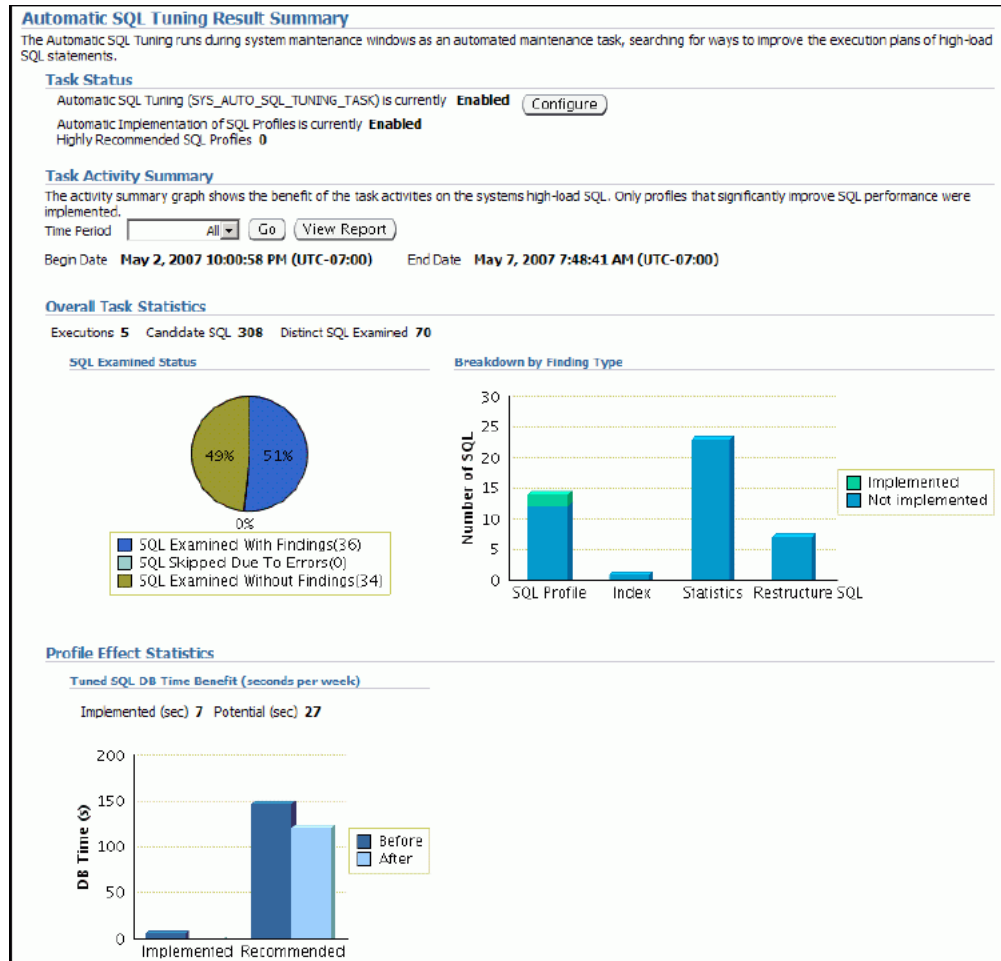 Automatic SQL Tuning Result Summary
The Automatic SQL Tuning runs during system maintenance windows as an automated maintenance task, searching for ways to improve the execution plans of high-load
SQL statements.
Task Status
Automatic SQL Tuning (SYS_AUTO_SQL_TUNING_TASK) is currently Enabled Configure
Automatic Implementation of SQL Profiles is currently Enabled
Highly Recommended SQL Profiles 0
Task Activity Summary
The activity summary graph shows the benefit of the task activites on the systems high-load SQL. Only profiles that significantly improve SQL performance were
implemented.
Time Period All Go View Report
Begin Date May 2, 2007 10:00:58 PM (UTC-07:00) End Date May 7, 2007 7:48:41 AM (UTC-07:00)
Overall Task Statistics
Executions 5 Candidate SQL 308 Distinct SQL Examined 70
SQL Examined Status
49% 51%
0%
SQL Examined With Findings(36)
SQL Skipped Due To Errors(0)
SQL Examined Without Findings(34)
Breakdown by Finding Type
Number of SQL
30
25
20
15
10
5
0
SQL Profile Index Statistics Restructure SQL
Implemented
Not implemented
Profile Effect Statistics
Tuned SQL DB Time Benefit (seconds per week)
Implemented (sec) 7 Potential (sec) 27
DB Time (s)
200
150
100
50
0
Implemented Recommended
Before
After